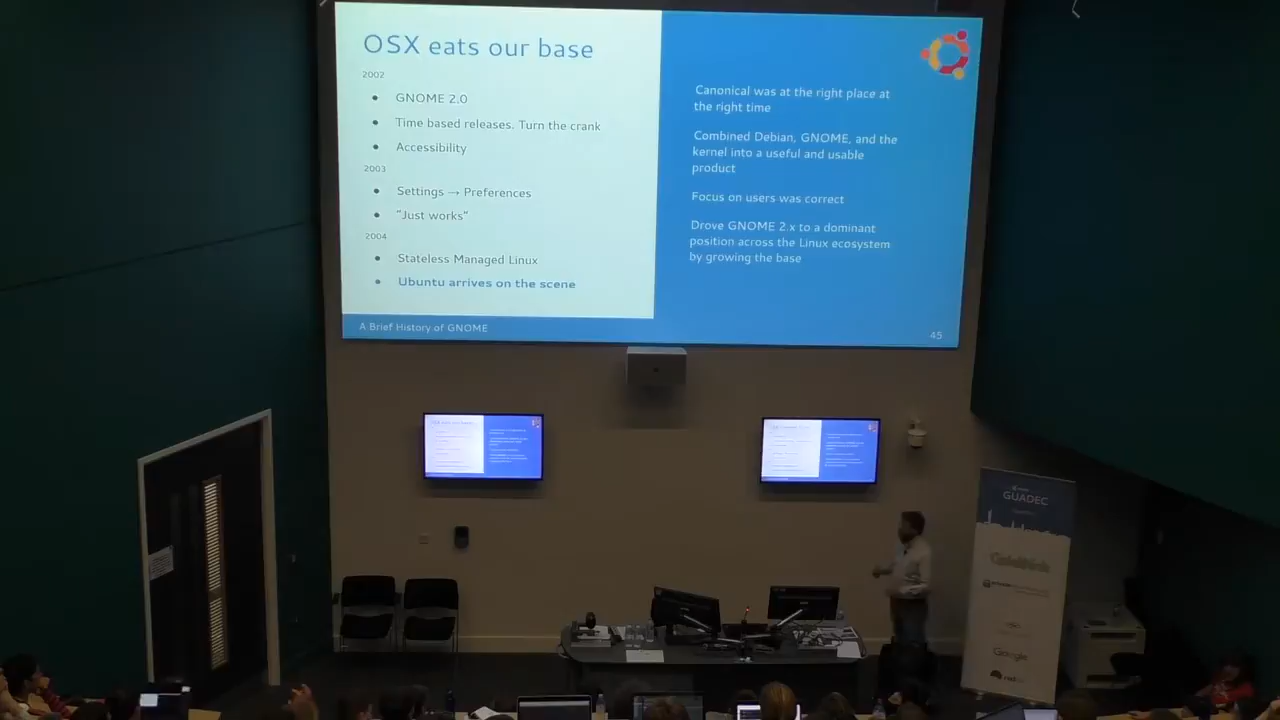 OSX eats our base
2002
• GNOME 2.0
• Time based releases. Turn the crank
• Accessibility
2003
• Settings → Preferences
• "Just works"
2004
• Stateless Managed Linux
• Ubuntu arrives on the scene
Canonical was at the right place at
the right time
Combined Debian, GNOME, and the
kernel into a useful and usable
product
Focus on users was correct
Drove GNOME 2.x to a dominant
position across the Linux ecosystem
by growing the base
A Brief History of GNOME
45
GUADEC
Google